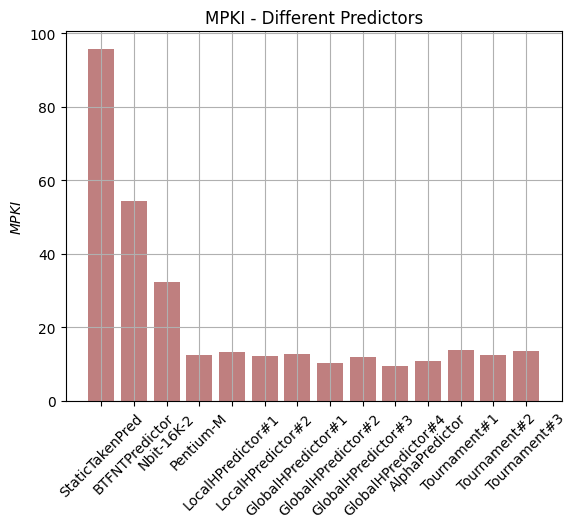 MPKI - Different Predictors
MPKI
100
80
60
40
20
0
StaticTakenPred
BTFNTPredictor
Nbit-16K-2
Pentium-M
LocalHPredictor#1
LocalHPredictor#2
GlobalHPredictor#1
GlobalHPredictor#2
GlobalHPredictor#3
GlobalHPredictor#4
AlphaPredictor
Tournament#1
Tournament#2
Tournament#3